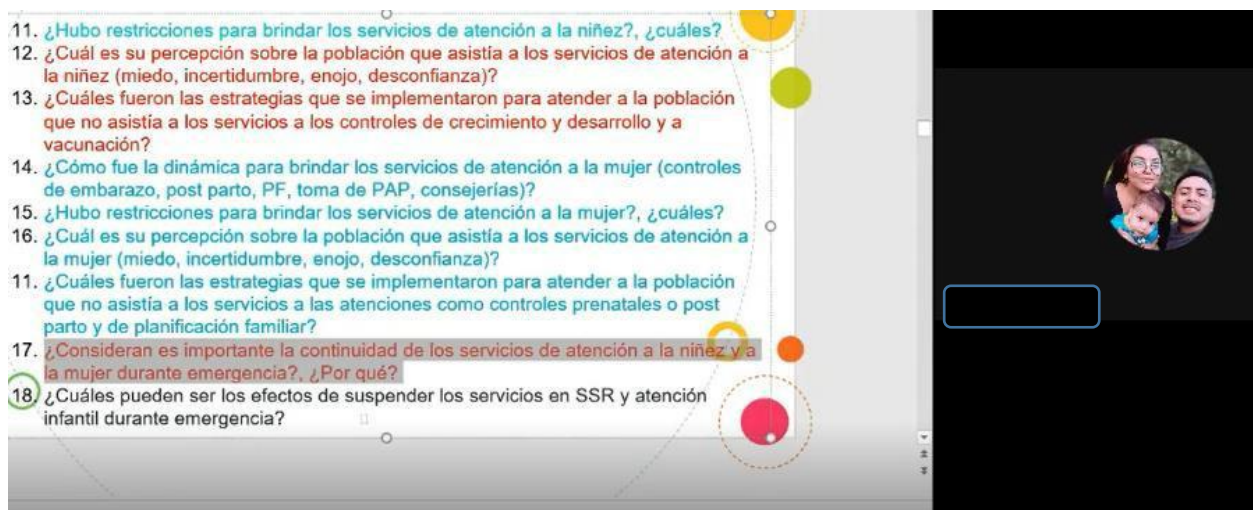 11. ¿Hubo restricciones para brindar los servicios de atención a la niñez?, ¿cuáles?
12. ¿Cuál es su percepción sobre la población que asistía a los servicios de atención a
la niñez (miedo, incertidumbre, enojo, desconfianza)?
13. ¿Cuáles fueron las estrategias que se implementaron para atender a la población
que no asistía a los servicios a los controles de crecimiento y desarrollo y a
vacunación?
14. ¿Cómo fue la dinámica para brindar los servicios de atención a la mujer (controles
de embarazo, post parto, PF, toma de PAP, consejerías)?
15. ¿Hubo restricciones para brindar los servicios de atención a la mujer?, ¿cuáles?
16. ¿Cuál es su percepción sobre la población que asistía a los servicios de atención a
la mujer (miedo, incertidumbre, enojo, desconfianza)?
11. ¿Cuáles fueron las estrategias que se implementaron para atender a la población
que no asistía a los servicios a las atenciones como controles prenatales o post
parto y de planificación familiar?
17. ¿Consideran es importante la continuidad de los servicios de atención a la niñez y a
la mujer durante emergencia?, ¿Por qué?
18. ¿Cuáles pueden ser los efectos de suspender los servicios en SSR y atención
infantil durante emergencia?